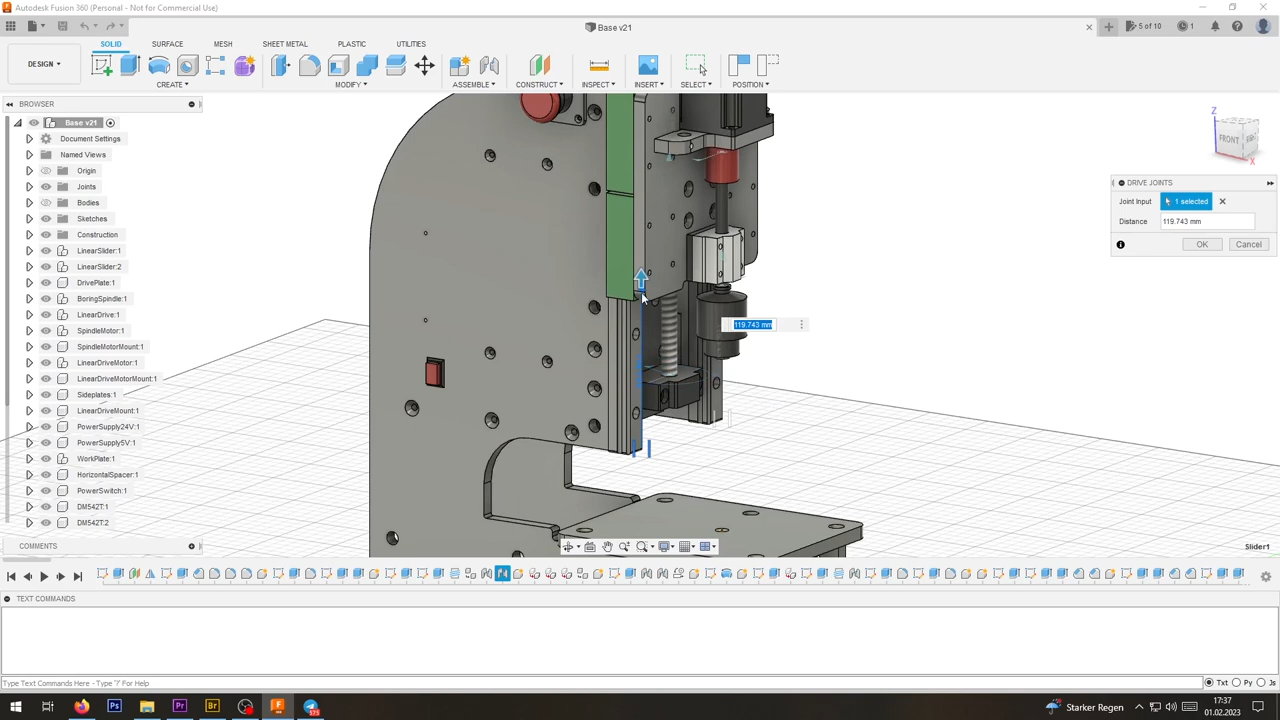 Autodesk Fusion 360 (Personal - Not for Commercial Use)
Base v21
5 of 10
1
DESIGN
SOLID
SURFACE
MESH
SHEET METAL
PLASTIC
UTILITIES
CREATE
MODIFY
ASSEMBLE
CONSTRUCT
INSPECT
INSERT
SELECT
POSITION
BROWSER
Base v21
Document Settings
Named Views
Origin
Joints
Bodies
Sketches
Construction
LinearSlider:1
LinearSlider:2
DrivePlate:1
BoringSpindle:1
LinearDrive:1
SpindleMotor:1
SpindleMotorMount:1
LinearDriveMotor:1
LinearDriveMotorMount:1
Sideplates:1
LinearDriveMount:1
PowerSupply24V:1
PowerSupply5V:1
WorkPlate:1
HorizontalSpacer:1
PowerSwitch:1
DM542T:1
DM542T:2
Z
FRONT
X
DRIVE JOINTS
Joint Input
1 selected
Distance
119.743 mm
OK
Cancel
119.743 mm
COMMENTS
Slider1
TEXT COMMANDS
Type Text Commands Here - Type '?' For Help
Txt
Py
Js
Ps
Pr
Br
F
Starker Regen
17:37
01.02.2023